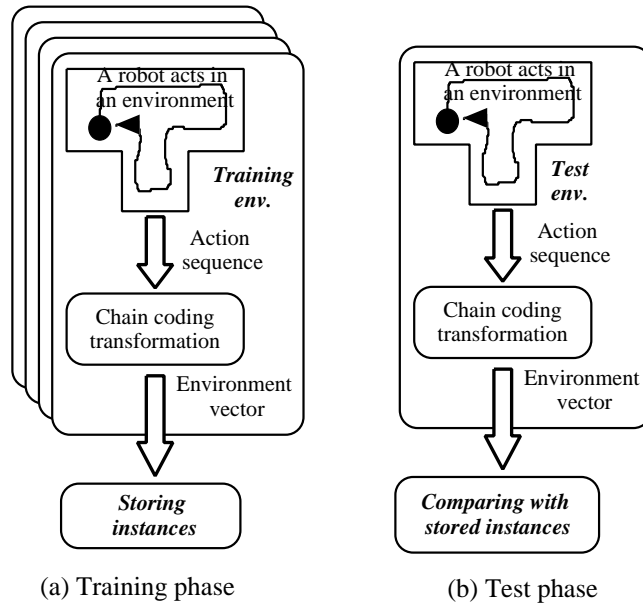 A robot acts in
an environment
Training
env.
Action
sequence
Chain coding
transformation
Environment
vector
Storing
instances
(a) Training phase
A robot acts in
an environment
Test
env.
Action
sequence
Chain coding
transformation
Environment
vector
Comparing with
stored instances
(b) Test phase